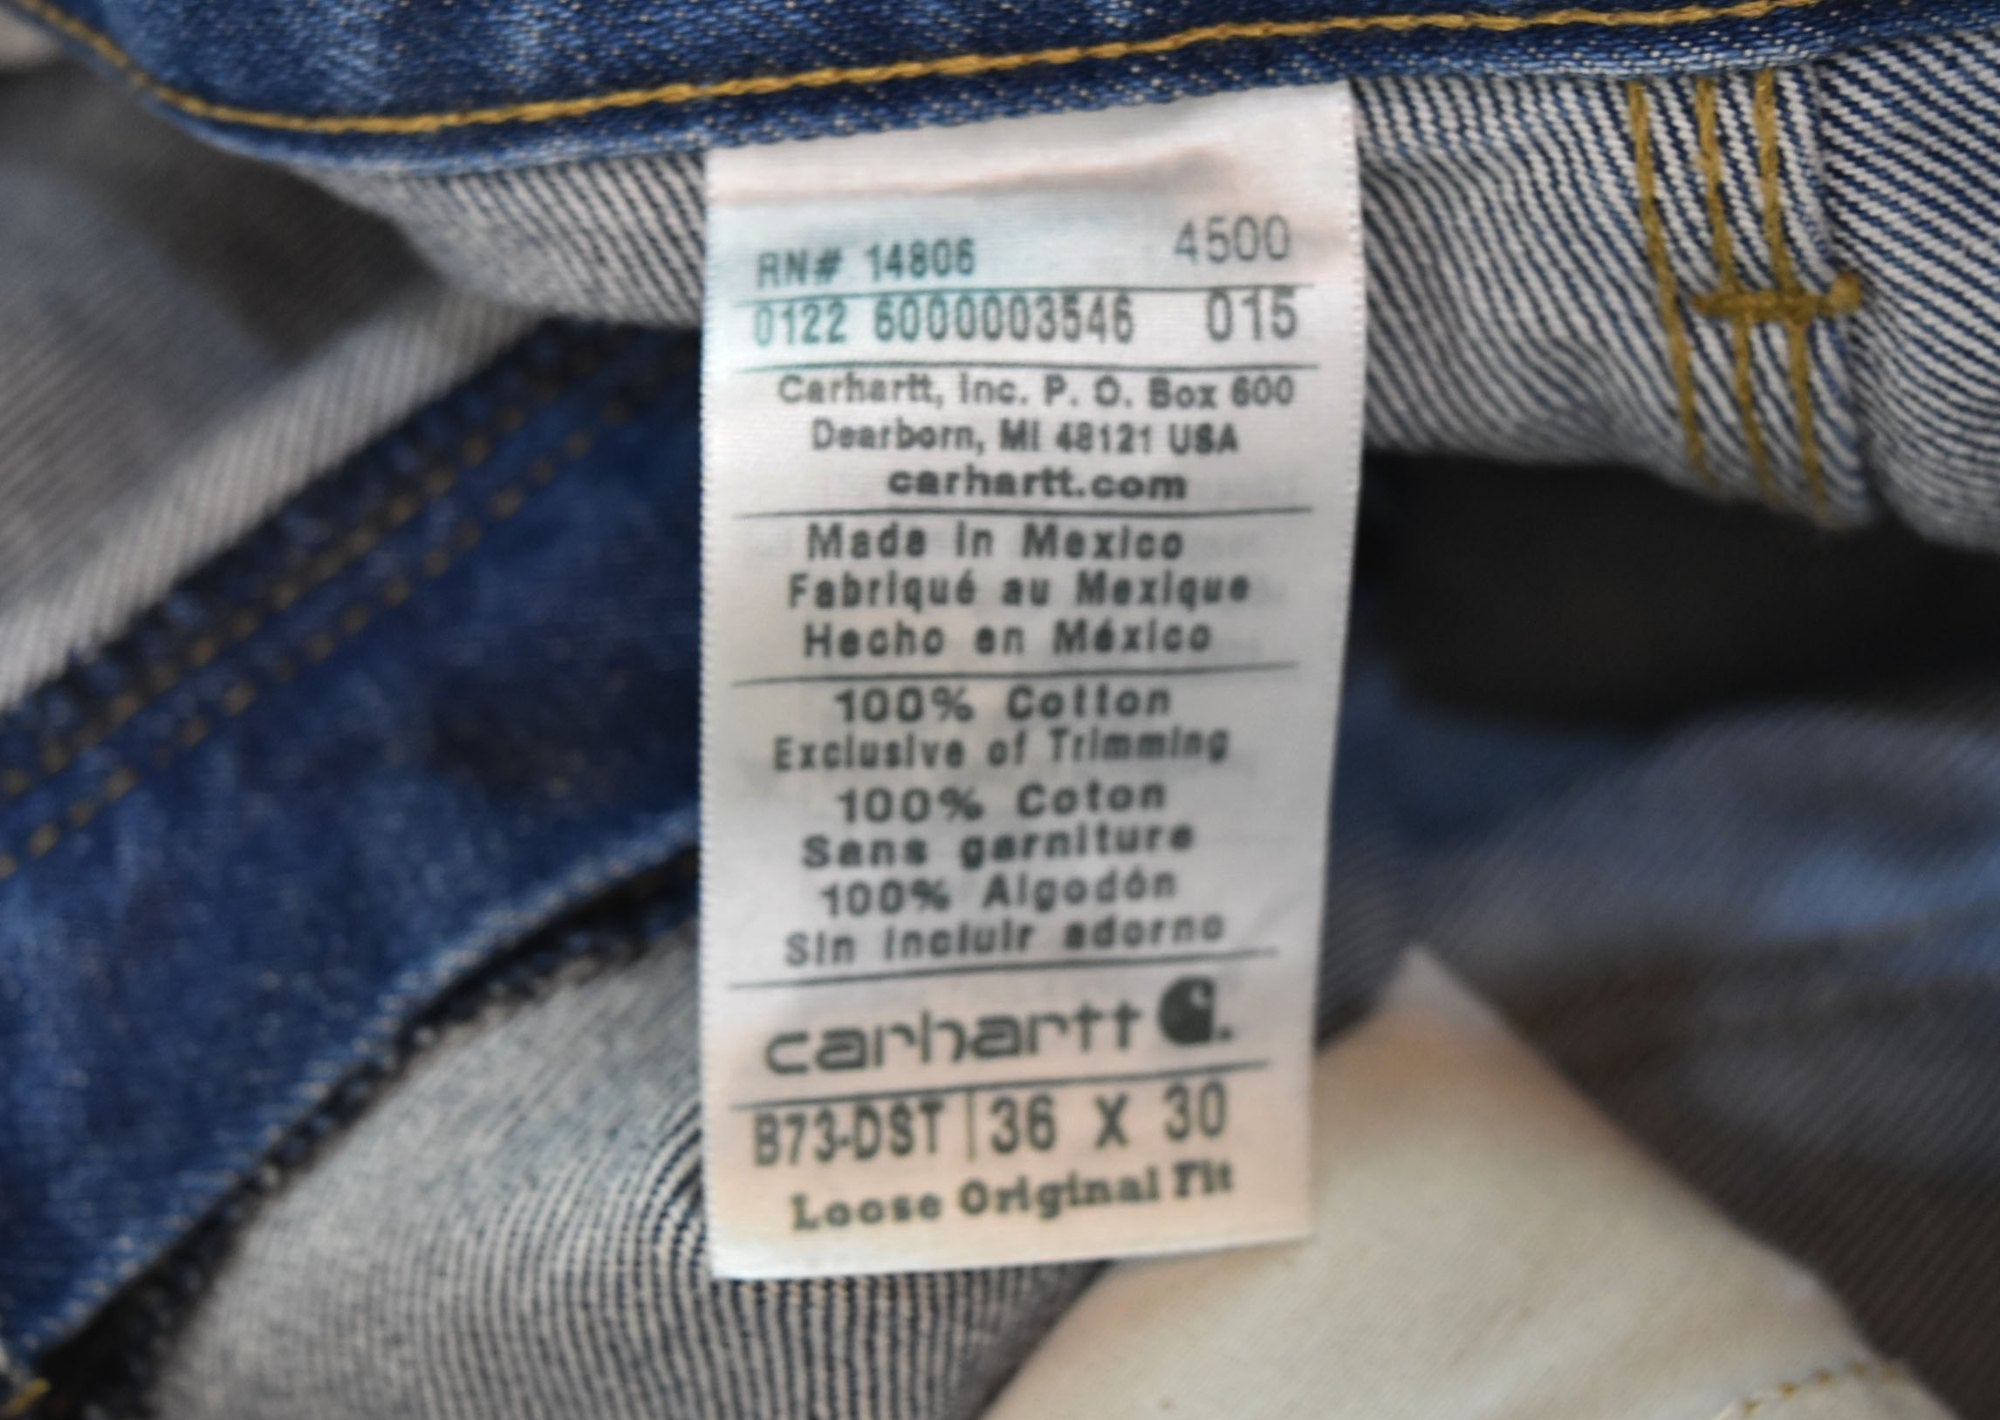 RN# 14806 4500
0122 6000003546 015
Carhartt, Inc. P. O. Box 600
Dearborn, MI 48121 USA
carhartt.com
Made in Mexico
Fabriqué au Mexique
Hecho en México
100% Cotton
Exclusive of Trimming
100% Coton
Sans garniture
100% Algodón
Sin incluir adorno
carhartt
B73-DST 36 X 30
Loose Original Fit